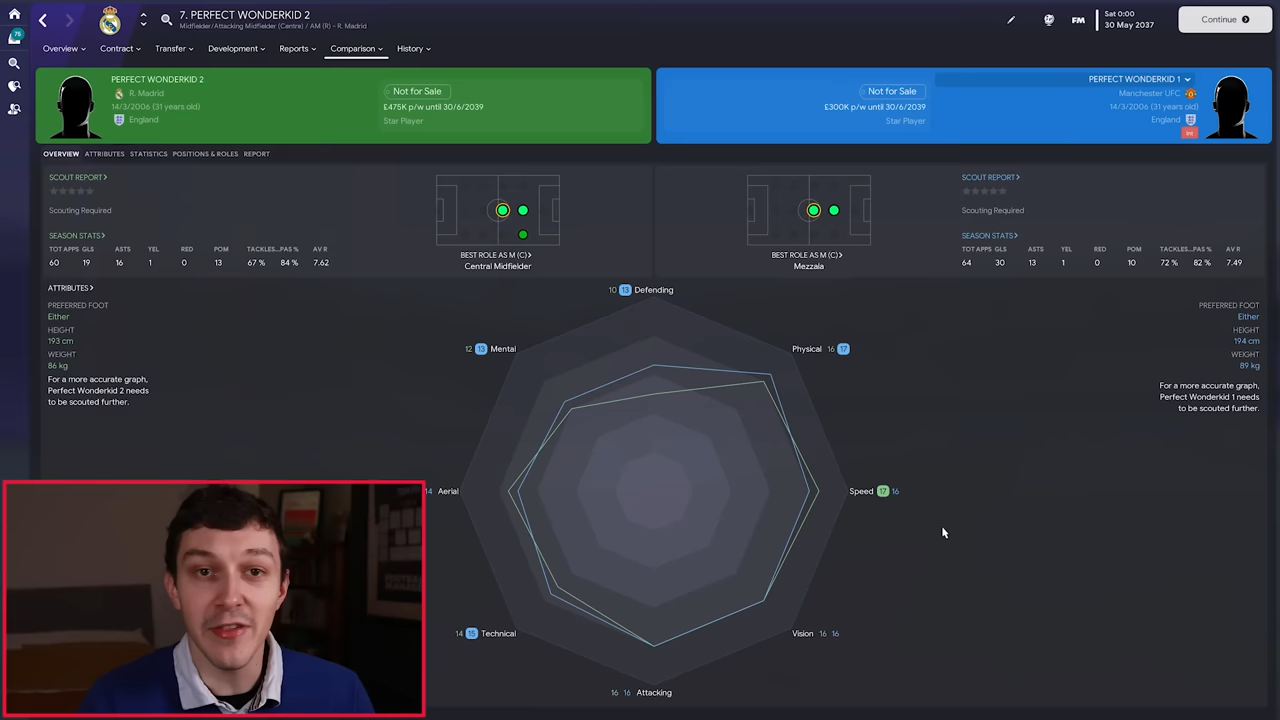 7. PERFECT WONDERKID 2
Midfielder/Attacking Midfielder (Centre) / AM (R) - R. Madrid
FM
Sat 0:00
30 May 2037
Continue
75
Overview
Contract
Transfer
Development
Reports
Comparison
History
PERFECT WONDERKID 2
R. Madrid
14/3/2006 (31 years old)
England
Not for Sale
£475K p/w until 30/6/2039
Star Player
Not for Sale
£300K p/w until 30/6/2039
Star Player
PERFECT WONDERKID 1
Manchester UFC
14/3/2006 (31 years old)
England
Int
OVERVIEW ATTRIBUTES STATISTICS POSITIONS & ROLES REPORT
SCOUT REPORT>
Scouting Required
SEASON STATS>
TOT APPS GLS ASTS YEL RED POM TACKLES... PAS % AV R
60 19 16 1 0 13 67 % 84 % 7.62
BEST ROLE AS M (C)>
Central Midfielder
BEST ROLE AS M (C)>
Mezzala
SCOUT REPORT>
Scouting Required
SEASON STATS>
TOT APPS GLS ASTS YEL RED POM TACKLES... PAS % AV R
64 30 13 1 0 10 72 % 82 % 7.49
ATTRIBUTES>
PREFERRED FOOT
Either
HEIGHT
193 cm
WEIGHT
86 kg
For a more accurate graph,
Perfect Wonderkid 2 needs
to be scouted further.
10 13 Defending
12 13 Mental
Physical 16 17
14 Aerial
Speed 17 16
14 15 Technical
Vision 16 16
16 16 Attacking
PREFERRED FOOT
Either
HEIGHT
194 cm
WEIGHT
89 kg
For a more accurate graph,
Perfect Wonderkid 1 needs
to be scouted further.